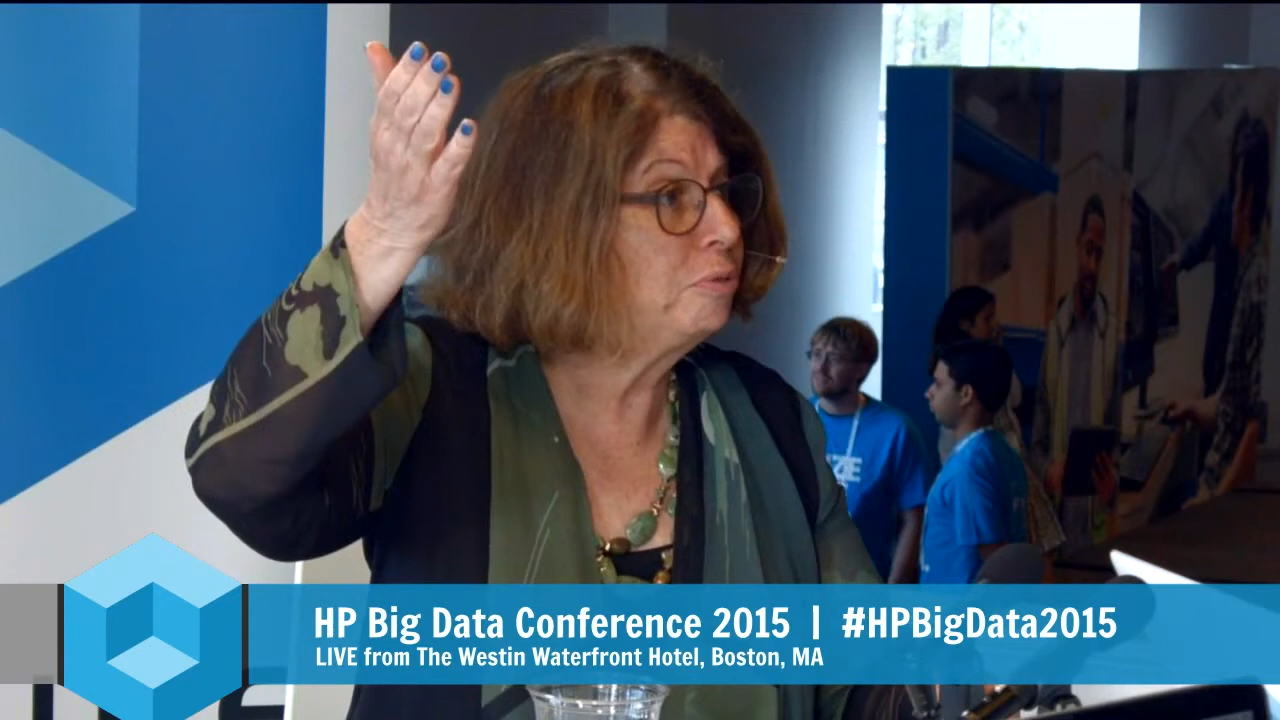 HP Big Data Conference 2015 | #HPBigData2015
LIVE from The Westin Waterfront Hotel, Boston, MA